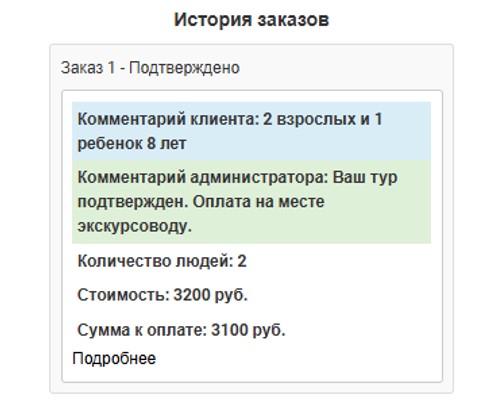 История заказов
Заказ 1 - Подтверждено
Комментарий клиента: 2 взрослых и 1
ребенок 8 лет
Комментарий администратора: Ваш тур
подтвержден. Оплата на месте
экскурсоводу.
Количество людей: 2
Стоимость: 3200 руб.
Сумма к оплате: 3100 руб.
Подробнее